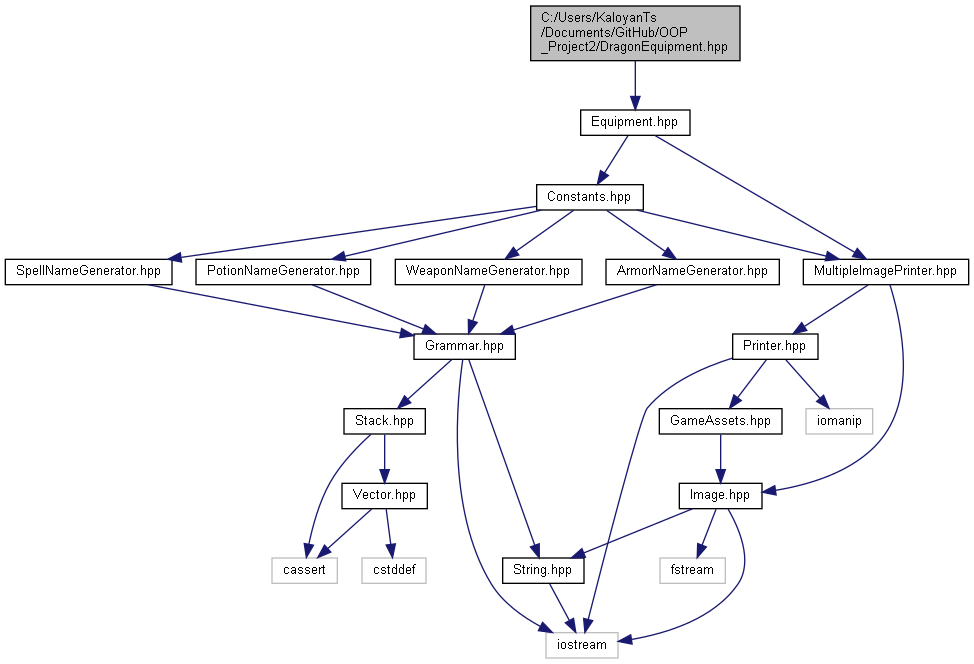 C:/Users/KaloyanTs
/Documents/GitHub/OOP
_Project2/DragonEquipment.hpp
Equipment.hpp
Constants.hpp
SpellNameGenerator.hpp
PotionNameGenerator.hpp
WeaponNameGenerator.hpp
ArmorNameGenerator.hpp
MultipleImagePrinter.hpp
Grammar.hpp
Printer.hpp
Stack.hpp
GameAssets.hpp
iomanip
Vector.hpp
Image.hpp
cassert
cstddef
String.hpp
fstream
iostream